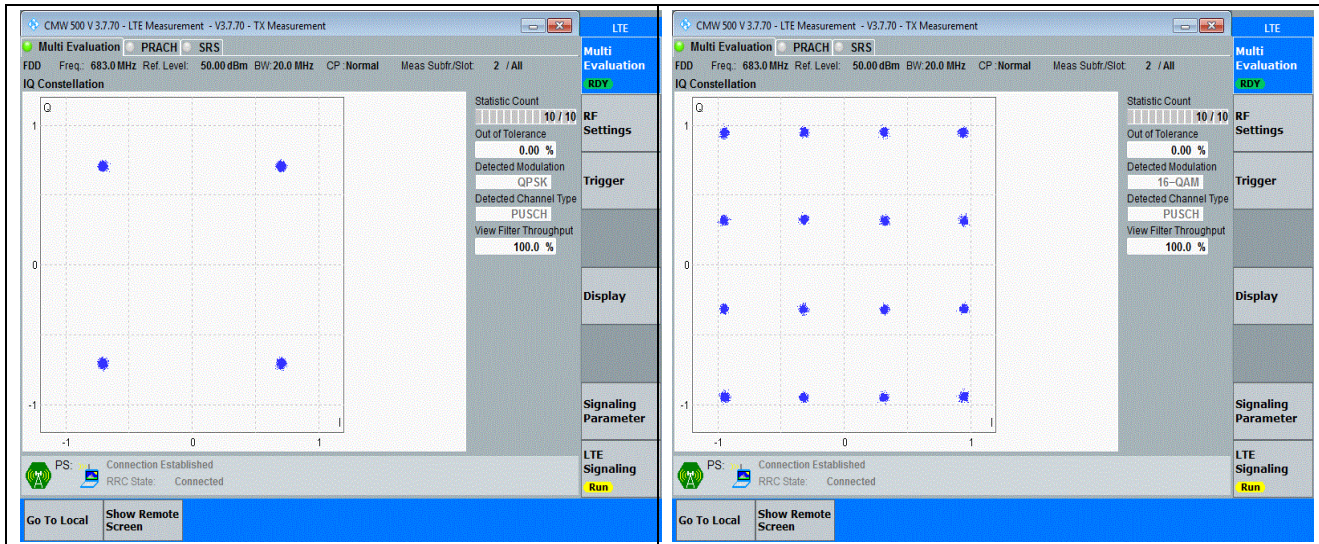 CMW 500 V 3.7.70 - LTE Measurement - V3.7.70 - TX Measurement
LTE
Multi Evaluation PRACH SRS
Multi
Evaluation
RDY
FDD Freq.: 683.0 MHz Ref. Level: 50.00 dBm BW: 20.0 MHz CP : Normal Meas Subfr./Slot: 2 / All
IQ Constellation
Q
1
0
-1
-1
0
1
I
Statistic Count
10 / 10
Out of Tolerance
0.00 %
Detected Modulation
QPSK
Detected Channel Type
PUSCH
View Filter Throughput
100.0 %
RF
Settings
Trigger
Display
Signaling
Parameter
LTE
Signaling
Run
PS: Connection Established
RRC State: Connected
Go To Local
Show Remote
Screen
CMW 500 V 3.7.70 - LTE Measurement - V3.7.70 - TX Measurement
LTE
Multi Evaluation PRACH SRS
Multi
Evaluation
RDY
FDD Freq.: 683.0 MHz Ref. Level: 50.00 dBm BW: 20.0 MHz CP : Normal Meas Subfr./Slot: 2 / All
IQ Constellation
Q
1
0
-1
-1
0
1
I
Statistic Count
10 / 10
Out of Tolerance
0.00 %
Detected Modulation
16-QAM
Detected Channel Type
PUSCH
View Filter Throughput
100.0 %
RF
Settings
Trigger
Display
Signaling
Parameter
LTE
Signaling
Run
PS: Connection Established
RRC State: Connected
Go To Local
Show Remote
Screen